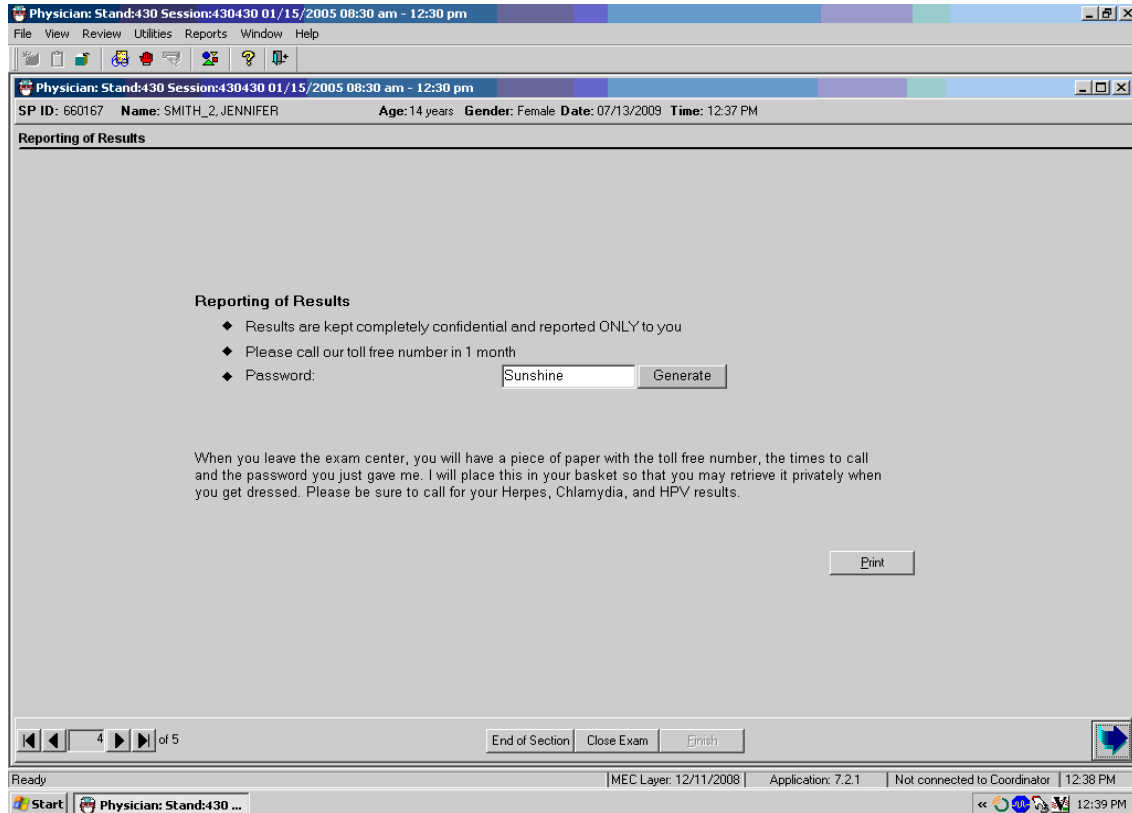 Physician: Stand:430 Session:430430 01/15/2005 08:30 am - 12:30 pm
File View Review Utilities Reports Window Help
Physician: Stand:430 Session:430430 01/15/2005 08:30 am - 12:30 pm
SP ID: 660167 Name: SMITH_2, JENNIFER Age: 14 years Gender: Female Date: 07/13/2009 Time: 12:37 PM
Reporting of Results
Reporting of Results
Results are kept completely confidential and reported ONLY to you
Please call our toll free number in 1 month
Password: Sunshine Generate
When you leave the exam center, you will have a piece of paper with the toll free number, the times to call
and the password you just gave me. I will place this in your basket so that you may retrieve it privately when
you get dressed. Please be sure to call for your Herpes, Chlamydia, and HPV results.
Print
4 of 5 End of Section Close Exam Finish
Ready MEC Layer: 12/11/2008 Application: 7.2.1 Not connected to Coordinator 12:38 PM
Start Physician: Stand:430 ... « 12:39 PM